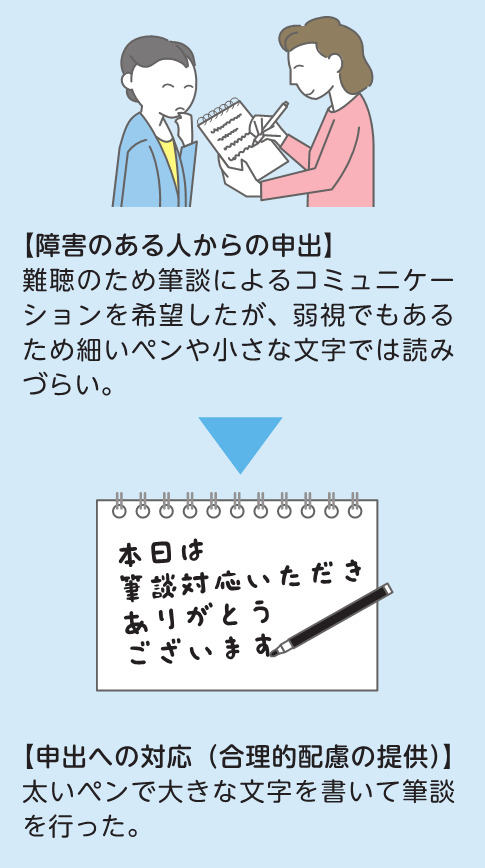 【障害のある人からの申出】
難聴のため筆談によるコミュニケー
ションを希望したが、弱視でもある
ため細いペンや小さな文字では読み
づらい。
本日は
筆談対応いただき
ありがとう
ございます
【申出への対応（合理的配慮の提供）】
太いペンで大きな文字を書いて筆談
を行った。